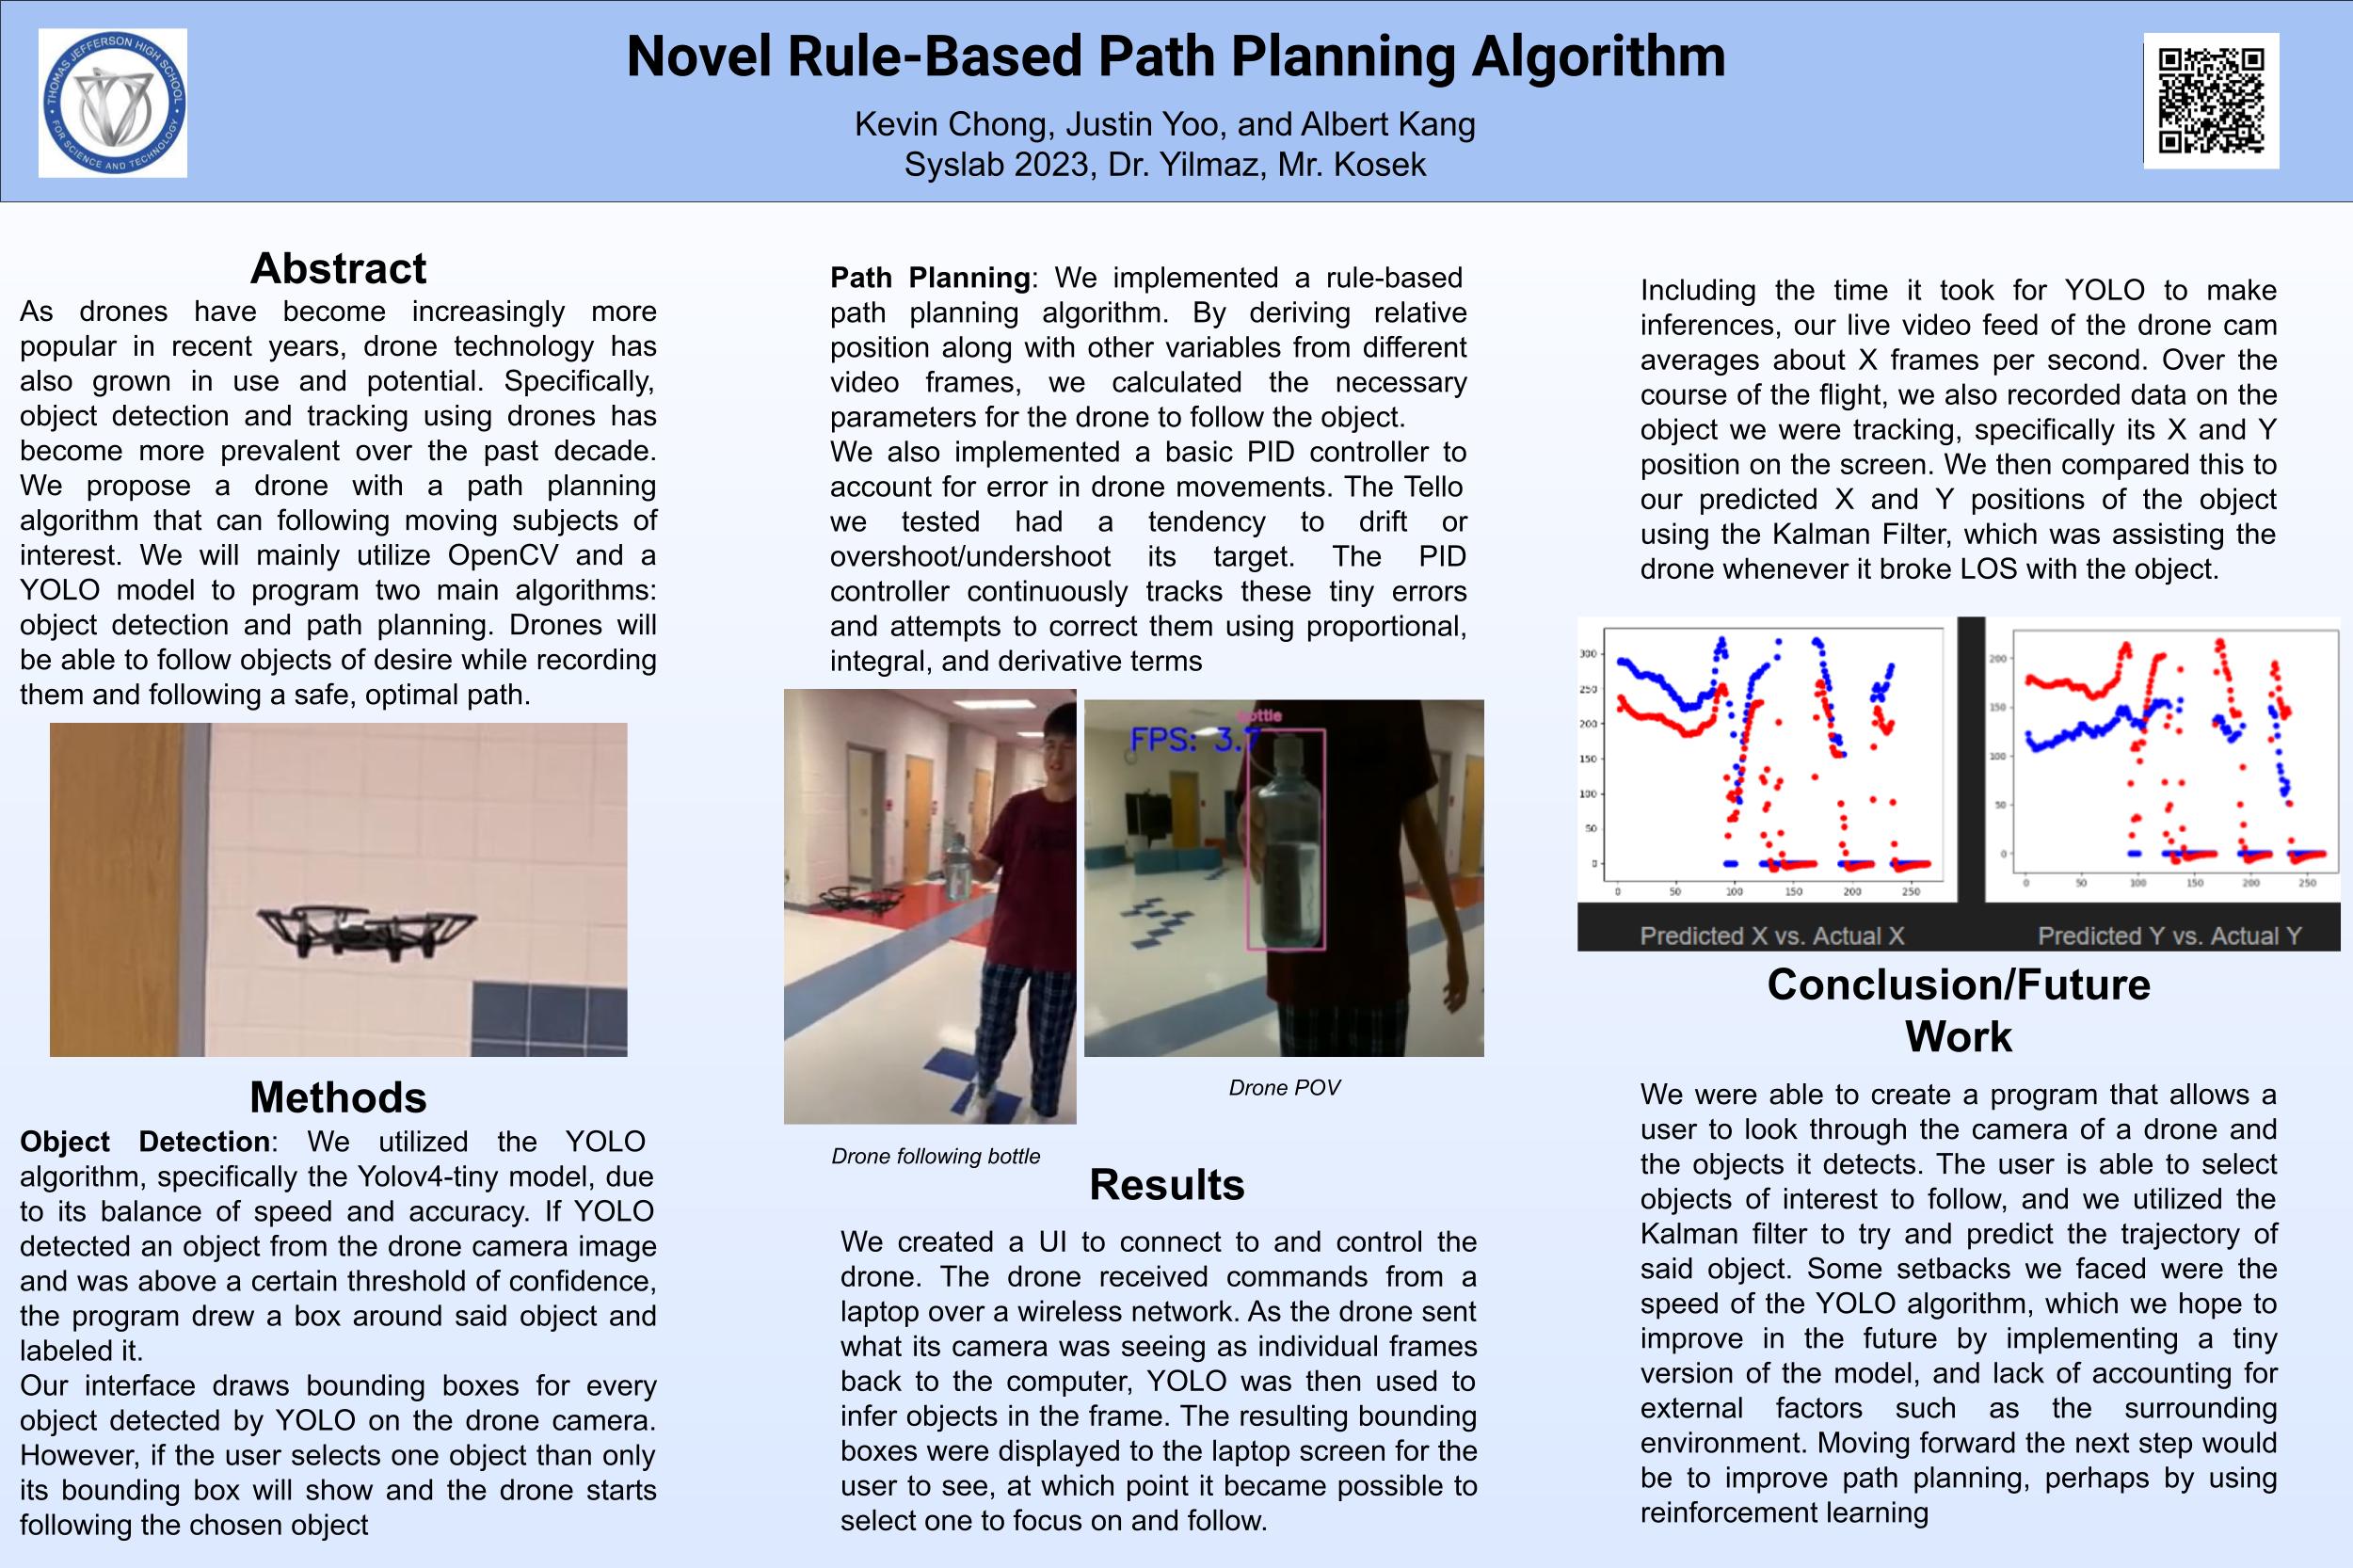 THOMAS JEFFERSON HIGH SCHOOL
FOR SCIENCE AND TECHNOLOGY
Novel Rule-Based Path Planning Algorithm
Kevin Chong, Justin Yoo, and Albert Kang
Syslab 2023, Dr. Yilmaz, Mr. Kosek
Abstract
As drones have become increasingly more
popular in recent years, drone technology has
also grown in use and potential. Specifically,
object detection and tracking using drones has
become more prevalent over the past decade.
We propose a drone with a path planning
algorithm that can following moving subjects of
interest. We will mainly utilize OpenCV and a
YOLO model to program two main algorithms:
object detection and path planning. Drones will
be able to follow objects of desire while recording
them and following a safe, optimal path.
Methods
Object Detection: We utilized the YOLO
algorithm, specifically the Yolov4-tiny model, due
to its balance of speed and accuracy. If YOLO
detected an object from the drone camera image
and was above a certain threshold of confidence,
the program drew a box around said object and
labeled it.
Our interface draws bounding boxes for every
object detected by YOLO on the drone camera.
However, if the user selects one object than only
its bounding box will show and the drone starts
following the chosen object
Path Planning: We implemented a rule-based
path planning algorithm. By deriving relative
position along with other variables from different
video frames, we calculated the necessary
parameters for the drone to follow the object.
We also implemented a basic PID controller to
account for error in drone movements. The Tello
we tested had a tendency to drift or
overshoot/undershoot its target. The PID
controller continuously tracks these tiny errors
and attempts to correct them using proportional,
integral, and derivative terms
bottle
FPS: 3.7
Drone POV
Drone following bottle
Results
We created a UI to connect to and control the
drone. The drone received commands from a
laptop over a wireless network. As the drone sent
what its camera was seeing as individual frames
back to the computer, YOLO was then used to
infer objects in the frame. The resulting bounding
boxes were displayed to the laptop screen for the
user to see, at which point it became possible to
select one to focus on and follow.
Including the time it took for YOLO to make
inferences, our live video feed of the drone cam
averages about X frames per second. Over the
course of the flight, we also recorded data on the
object we were tracking, specifically its X and Y
position on the screen. We then compared this to
our predicted X and Y positions of the object
using the Kalman Filter, which was assisting the
drone whenever it broke LOS with the object.
300
250
200
150
100
50
0
0 50 100 150 200 250
Predicted X vs. Actual X
200
150
100
50
0
0 50 100 150 200 250
Predicted Y vs. Actual Y
Conclusion/Future
Work
We were able to create a program that allows a
user to look through the camera of a drone and
the objects it detects. The user is able to select
objects of interest to follow, and we utilized the
Kalman filter to try and predict the trajectory of
said object. Some setbacks we faced were the
speed of the YOLO algorithm, which we hope to
improve in the future by implementing a tiny
version of the model, and lack of accounting for
external factors such as the surrounding
environment. Moving forward the next step would
be to improve path planning, perhaps by using
reinforcement learning